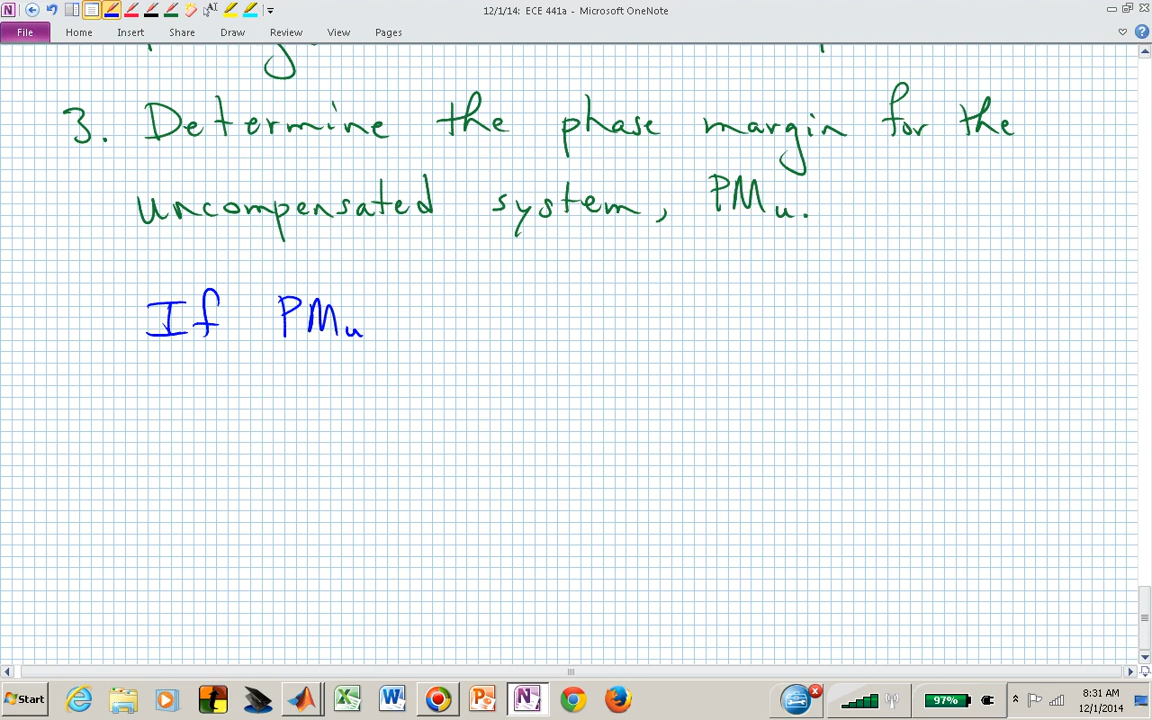 12/1/14: ECE 441a - Microsoft OneNote
File Home Insert Share Draw Review View Pages
3. Determine the phase margin for the
uncompensated system, PMu.
If PMu
Start
97%
8:31 AM
12/1/2014